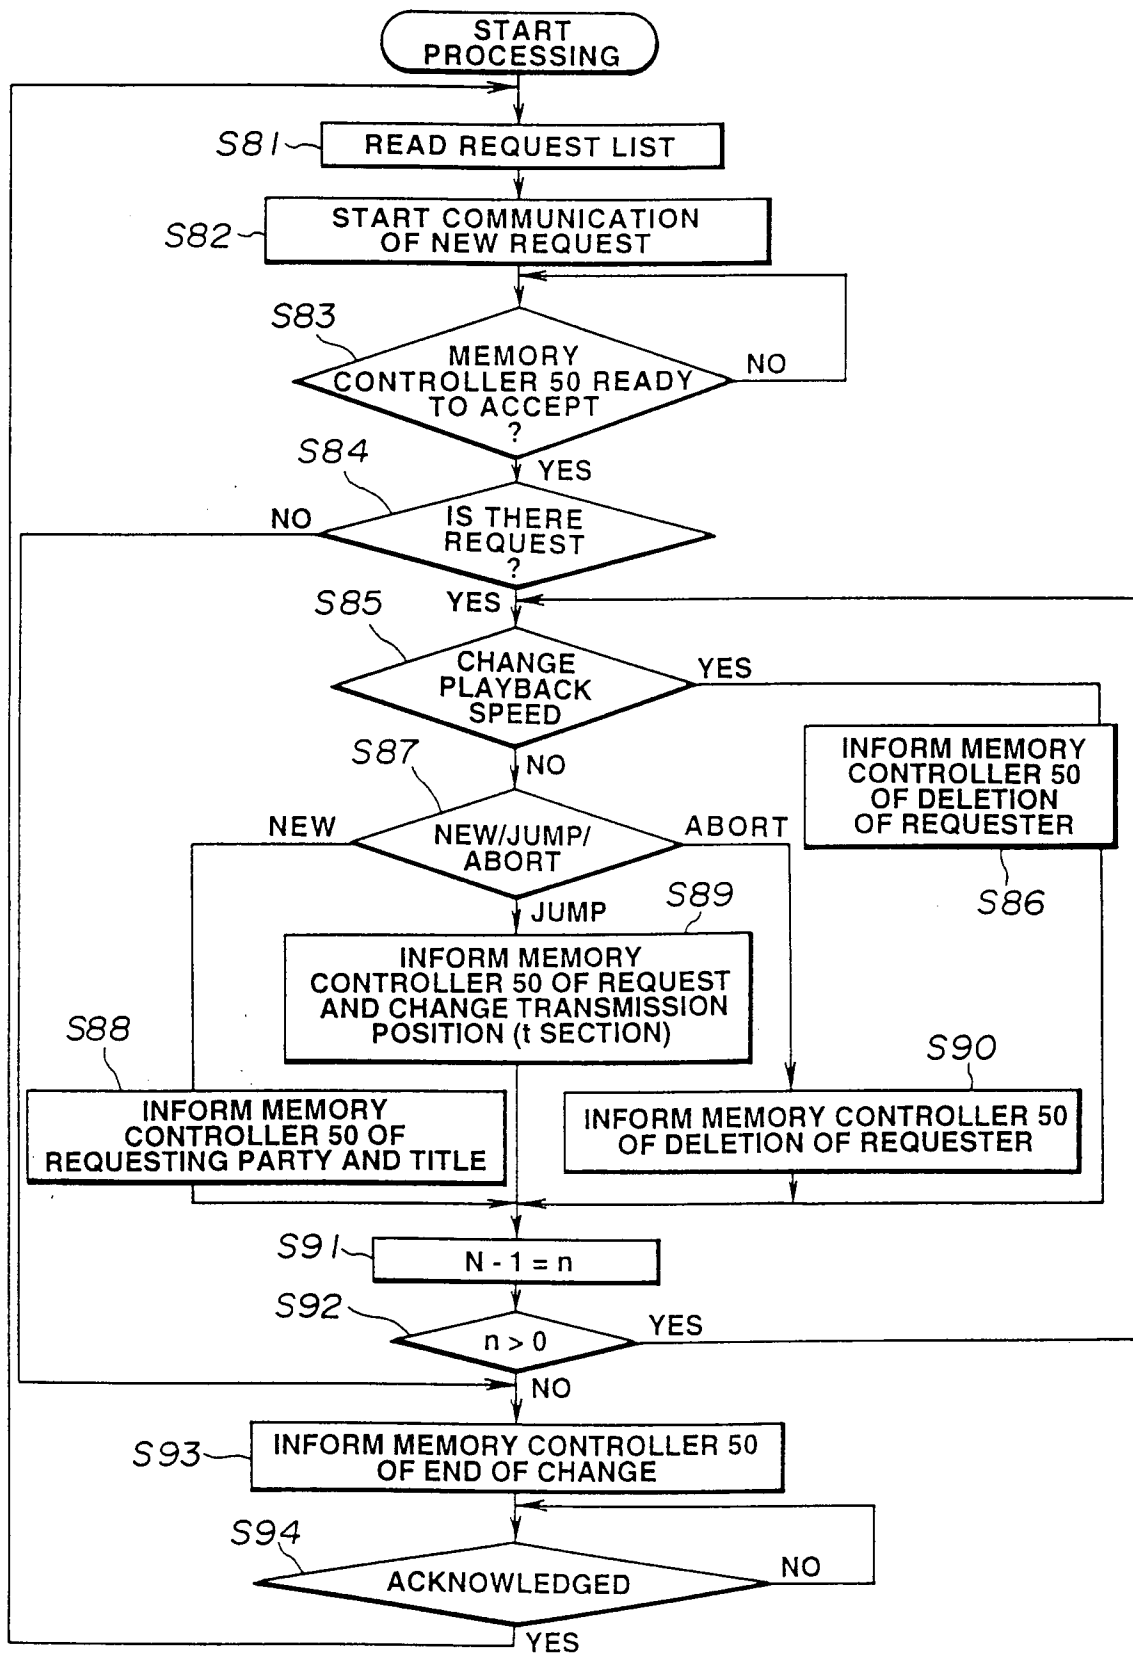 START
PROCESSING
S81
READ REQUEST LIST
S82
START COMMUNICATION
OF NEW REQUEST
S83
MEMORY
CONTROLLER 50 READY
TO ACCEPT
?
NO
YES
S84
IS THERE
REQUEST
?
NO
YES
S85
CHANGE
PLAYBACK
SPEED
YES
NO
INFORM MEMORY
CONTROLLER 50
OF DELETION
OF REQUESTER
S86
S87
NEW/JUMP/
ABORT
NEW
ABORT
JUMP
S89
INFORM MEMORY
CONTROLLER 50 OF REQUEST
AND CHANGE TRANSMISSION
POSITION (t SECTION)
S88
INFORM MEMORY
CONTROLLER 50 OF
REQUESTING PARTY AND TITLE
S90
INFORM MEMORY CONTROLLER 50
OF DELETION OF REQUESTER
S91
N - 1 = n
S92
n > 0
YES
NO
S93
INFORM MEMORY CONTROLLER 50
OF END OF CHANGE
S94
ACKNOWLEDGED
NO
YES